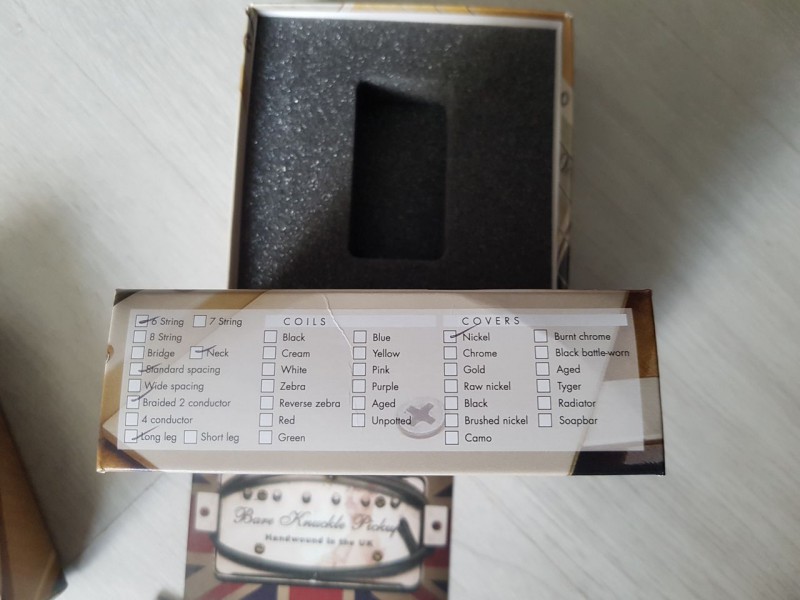 6 String 7 String COILS COVERS
8 String Black Blue Nickel Burnt chrome
Bridge Neck Cream Yellow Chrome Black battle-worn
Standard spacing White Pink Gold Aged
Wide spacing Zebra Purple Raw nickel Tyger
Braided 2 conductor Reverse zebra Aged Black Radiator
4 conductor Red Unpotted Brushed nickel Soapbar
Long leg Short leg Green Camo
Bare Knuckle Pickups
Handwound in the UK